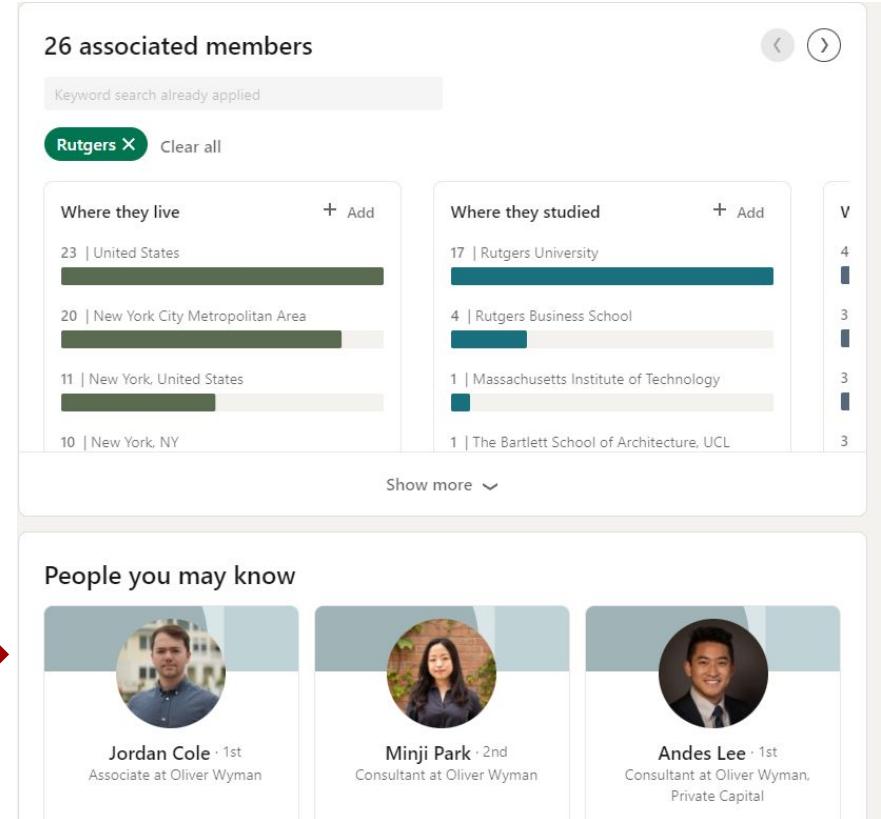 26 associated members
Keyword search already applied
Rutgers ✕ Clear all
Where they live + Add
23 | United States
20 | New York City Metropolitan Area
11 | New York, United States
10 | New York, NY
Where they studied + Add
17 | Rutgers University
4 | Rutgers Business School
1 | Massachusetts Institute of Technology
1 | The Bartlett School of Architecture, UCL
4
3
3
3
Show more
People you may know
Jordan Cole · 1st
Associate at Oliver Wyman
Minji Park · 2nd
Consultant at Oliver Wyman
Andes Lee · 1st
Consultant at Oliver Wyman,
Private Capital